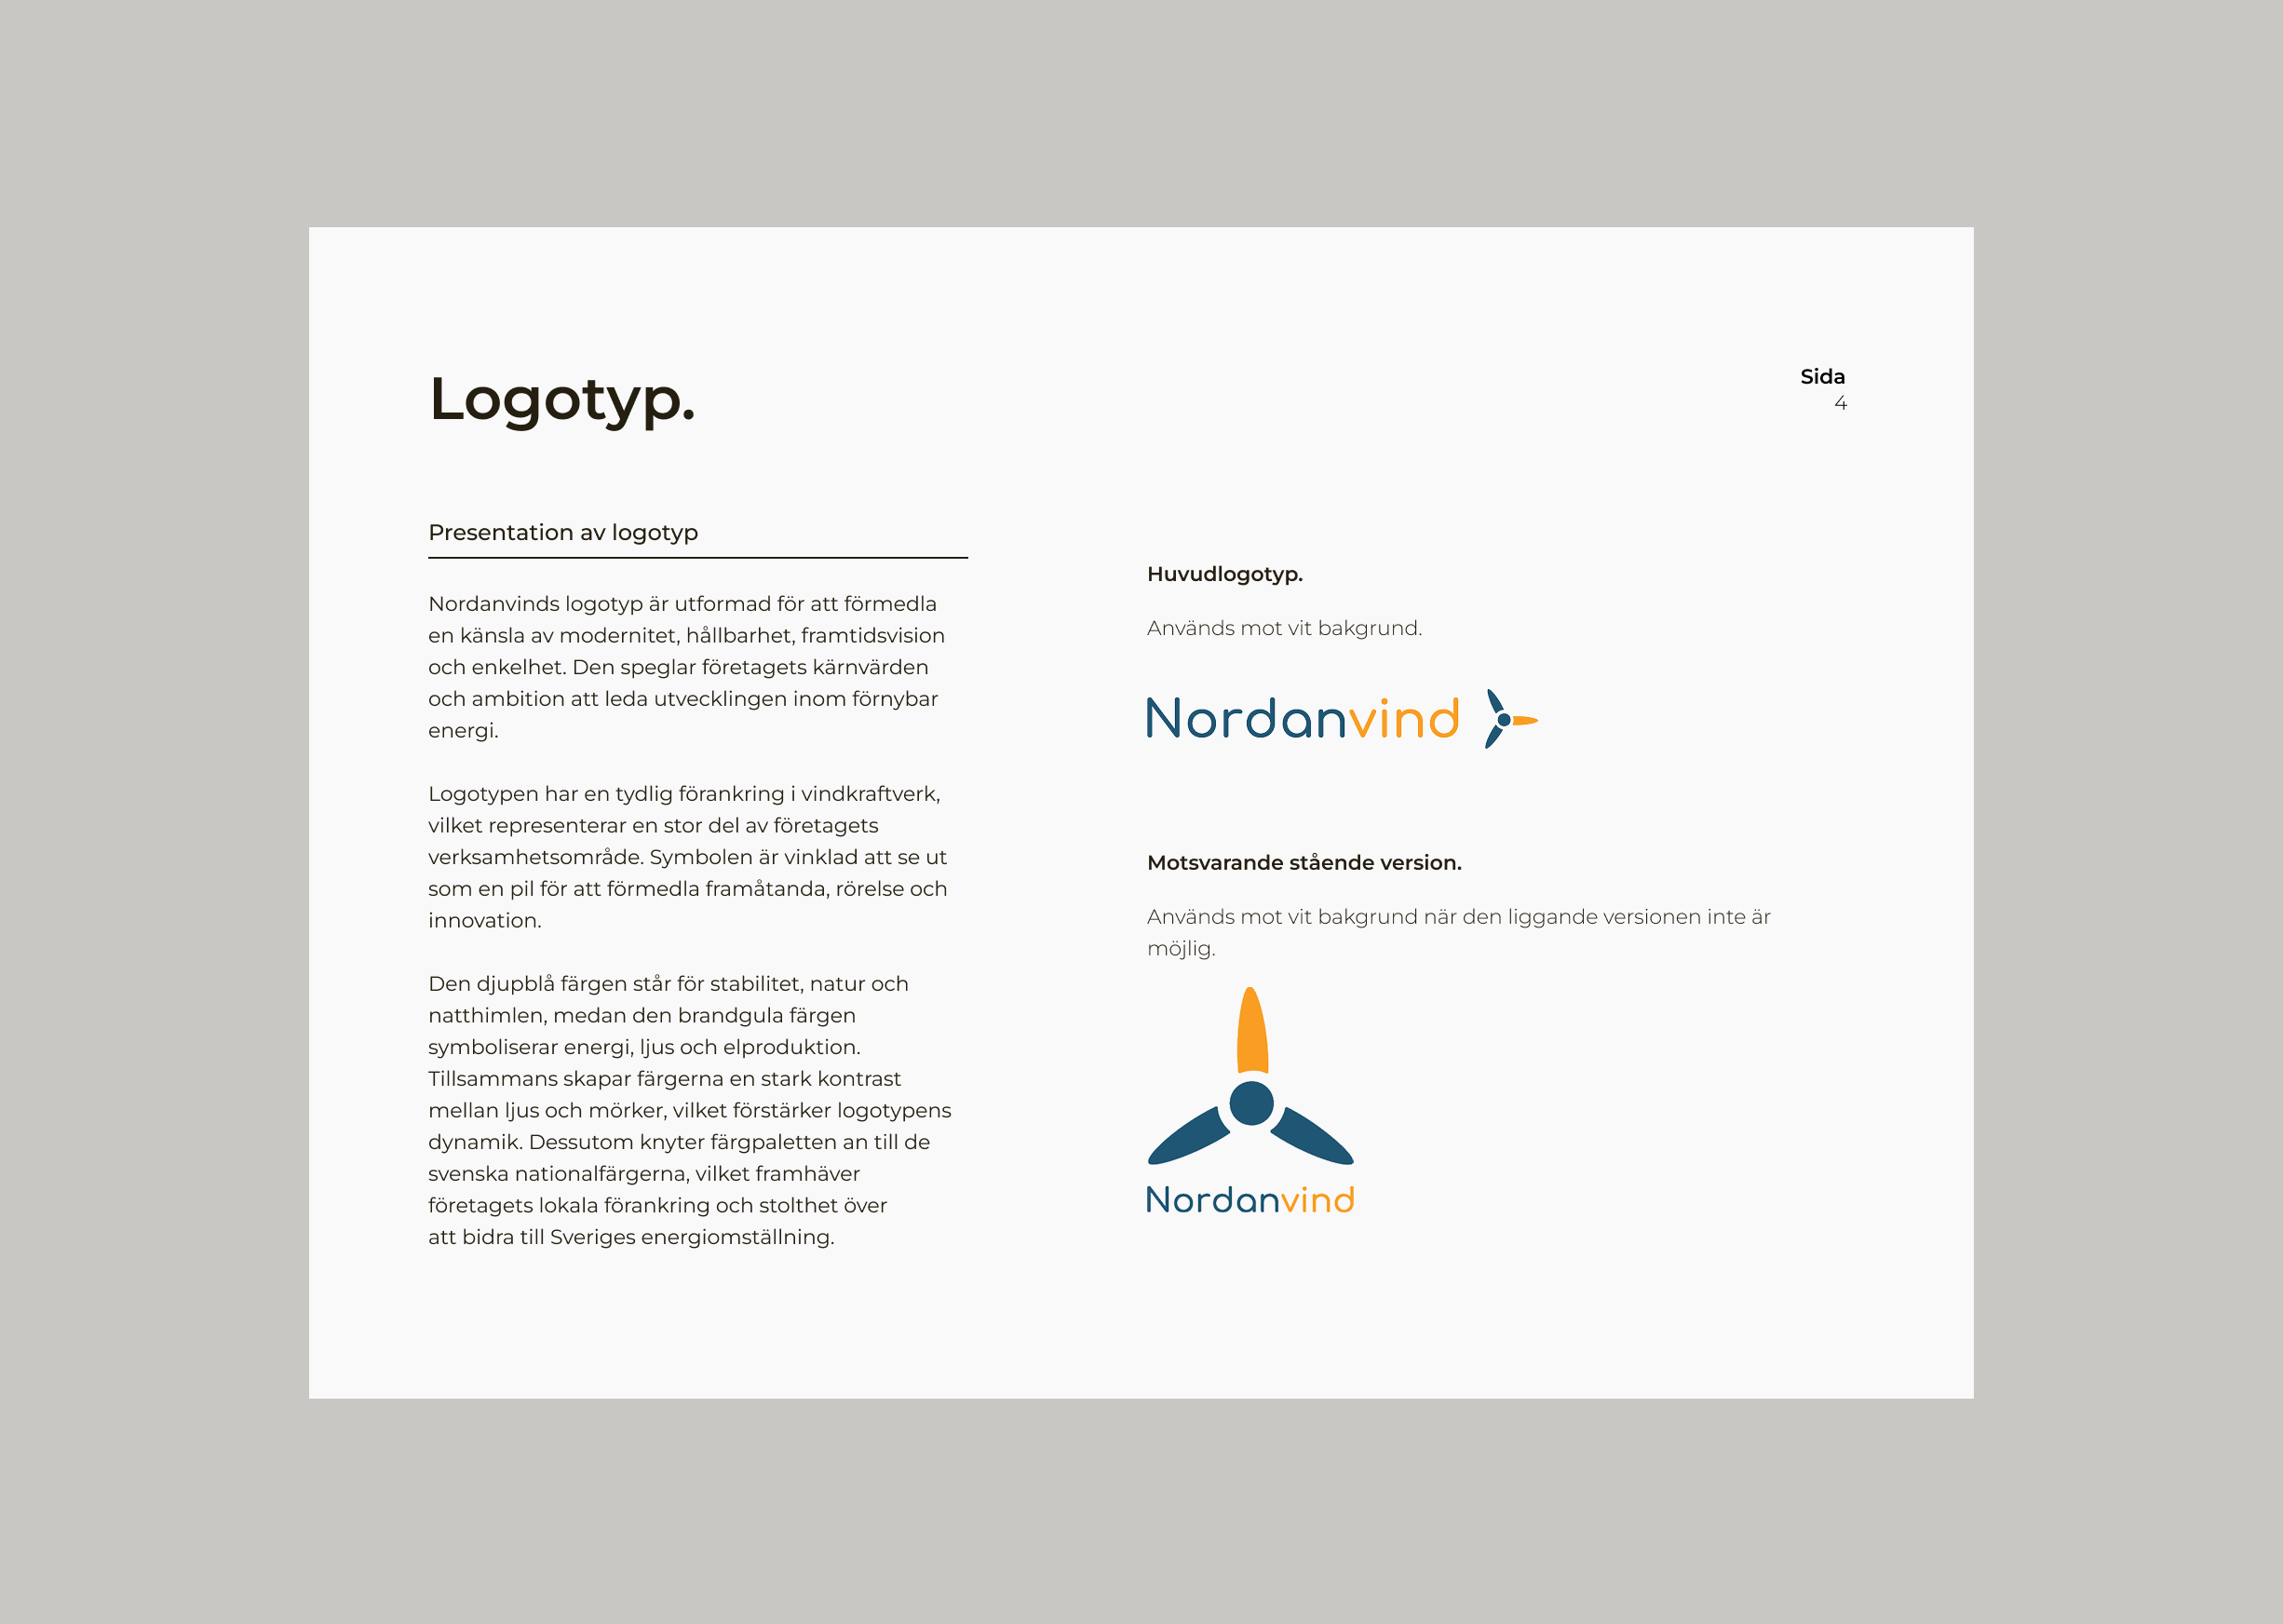 Logotyp.
Sida
4
Presentation av logotyp
Nordanvinds logotyp är utformad för att förmedla
en känsla av modernitet, hållbarhet, framtidsvision
och enkelhet. Den speglar företagets kärnvärden
och ambition att leda utvecklingen inom förnybar
energi.
Logotypen har en tydlig förankring i vindkraftverk,
vilket representerar en stor del av företagets
verksamhetsområde. Symbolen är vinklad att se ut
som en pil för att förmedla framåtanda, rörelse och
innovation.
Den djupblå färgen står för stabilitet, natur och
natthimlen, medan den brandgula färgen
symboliserar energi, ljus och elproduktion.
Tillsammans skapar färgerna en stark kontrast
mellan ljus och mörker, vilket förstärker logotypens
dynamik. Dessutom knyter färgpaletten an till de
svenska nationalfärgerna, vilket framhäver
företagets lokala förankring och stolthet över
att bidra till Sveriges energiomställning.
Huvudlogotyp.
Används mot vit bakgrund.
Nordanvind
Motsvarande stående version.
Används mot vit bakgrund när den liggande versionen inte är
möjlig.
Nordanvind